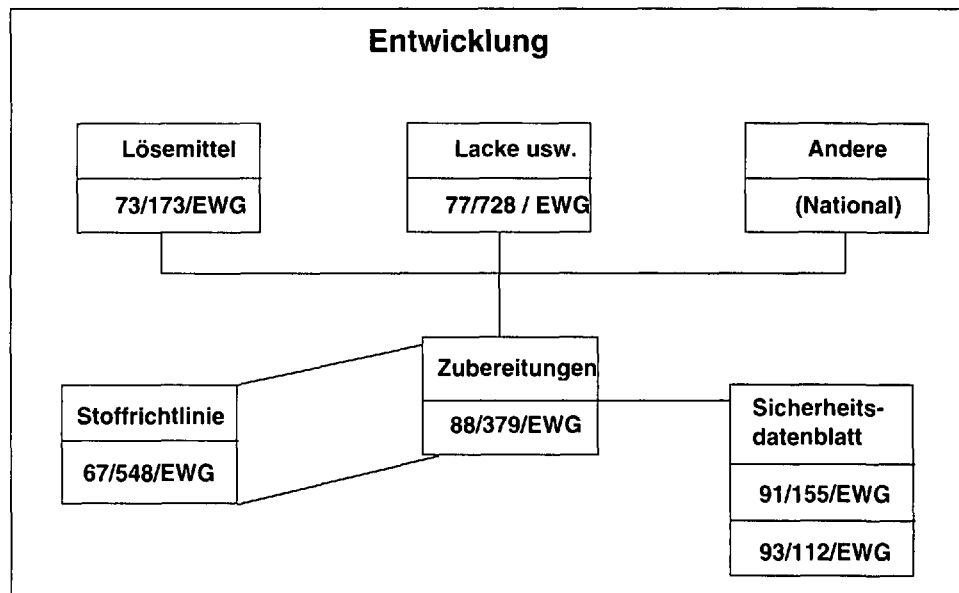 Entwicklung
Lösemittel
73/173/EWG
Lacke usw.
77/728 / EWG
Andere
(National)
Zubereitungen
88/379/EWG
Stoffrichtlinie
67/548/EWG
Sicherheits-
datenblatt
91/155/EWG
93/112/EWG